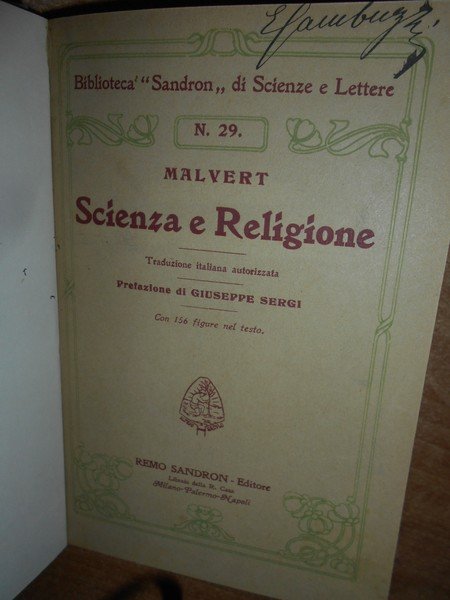 Biblioteca "Sandron„ di Scienze e Lettere
N. 29.
MALVERT
Scienza e Religione
Traduzione italiana autorizzata
Prefazione di GIUSEPPE SERGI
Con 156 figure nel testo.
REMO SANDRON - Editore
Libraio della R. Casa
Milano-Palermo-Napoli